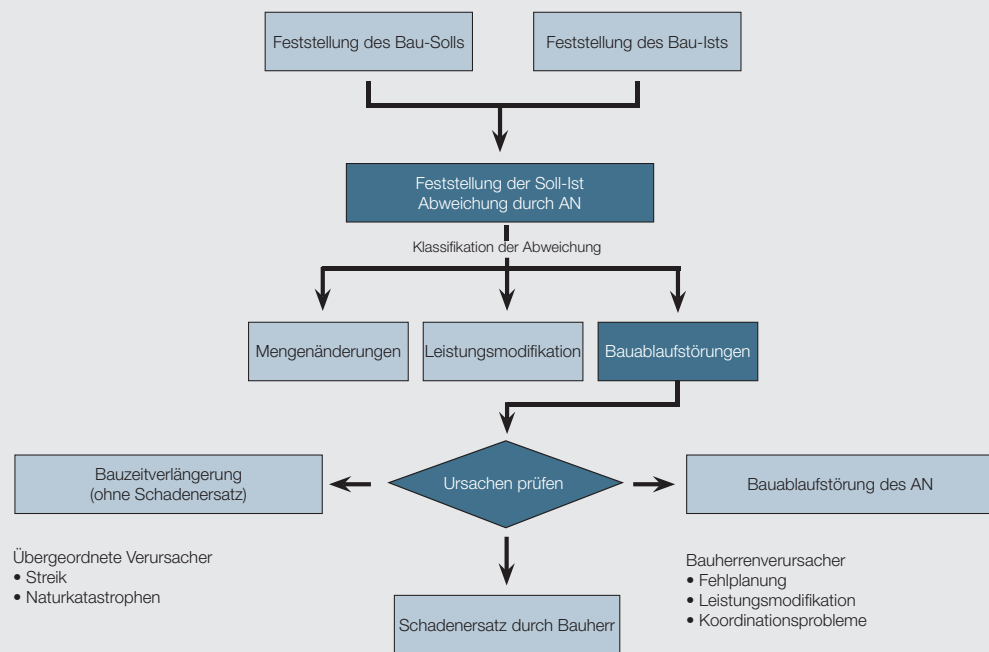 Feststellung des Bau-Solls
Feststellung des Bau-Ists
Feststellung der Soll-Ist
Abweichung durch AN
Klassifikation der Abweichung
Mengenänderungen
Leistungsmodifikation
Bauablaufstörungen
Bauzeitverlängerung
(ohne Schadenersatz)
Ursachen prüfen
Bauablaufstörung des AN
Übergeordnete Verursacher
• Streik
• Naturkatastrophen
Bauherrenverursacher
• Fehlplanung
• Leistungsmodifikation
• Koordinationsprobleme
Schadenersatz durch Bauherr